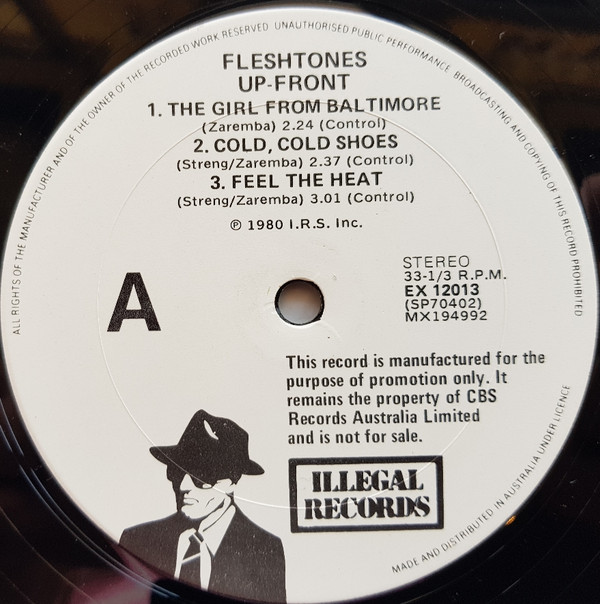 ALL RIGHTS OF THE MANUFACTURER AND OF THE OWNER OF THE RECORDED WORK RESERVED UNAUTHORISED PUBLIC PERFORMANCE BROADCASTING AND COPYING OF THIS RECORD PROHIBITED
FLESHTONES
UP-FRONT
1. THE GIRL FROM BALTIMORE
(Zaremba) 2.24 (Control)
2. COLD, COLD SHOES
(Streng/Zaremba) 2.37 (Control)
3. FEEL THE HEAT
(Streng/Zaremba) 3.01 (Control)
℗ 1980 I.R.S. Inc.
A
STEREO
33-1/3 R.P.M.
EX 12013
(SP70402)
MX194992
This record is manufactured for the
purpose of promotion only. It
remains the property of CBS
Records Australia Limited
and is not for sale.
ILLEGAL
RECORDS
MADE AND DISTRIBUTED IN AUSTRALIA UNDER LICENCE